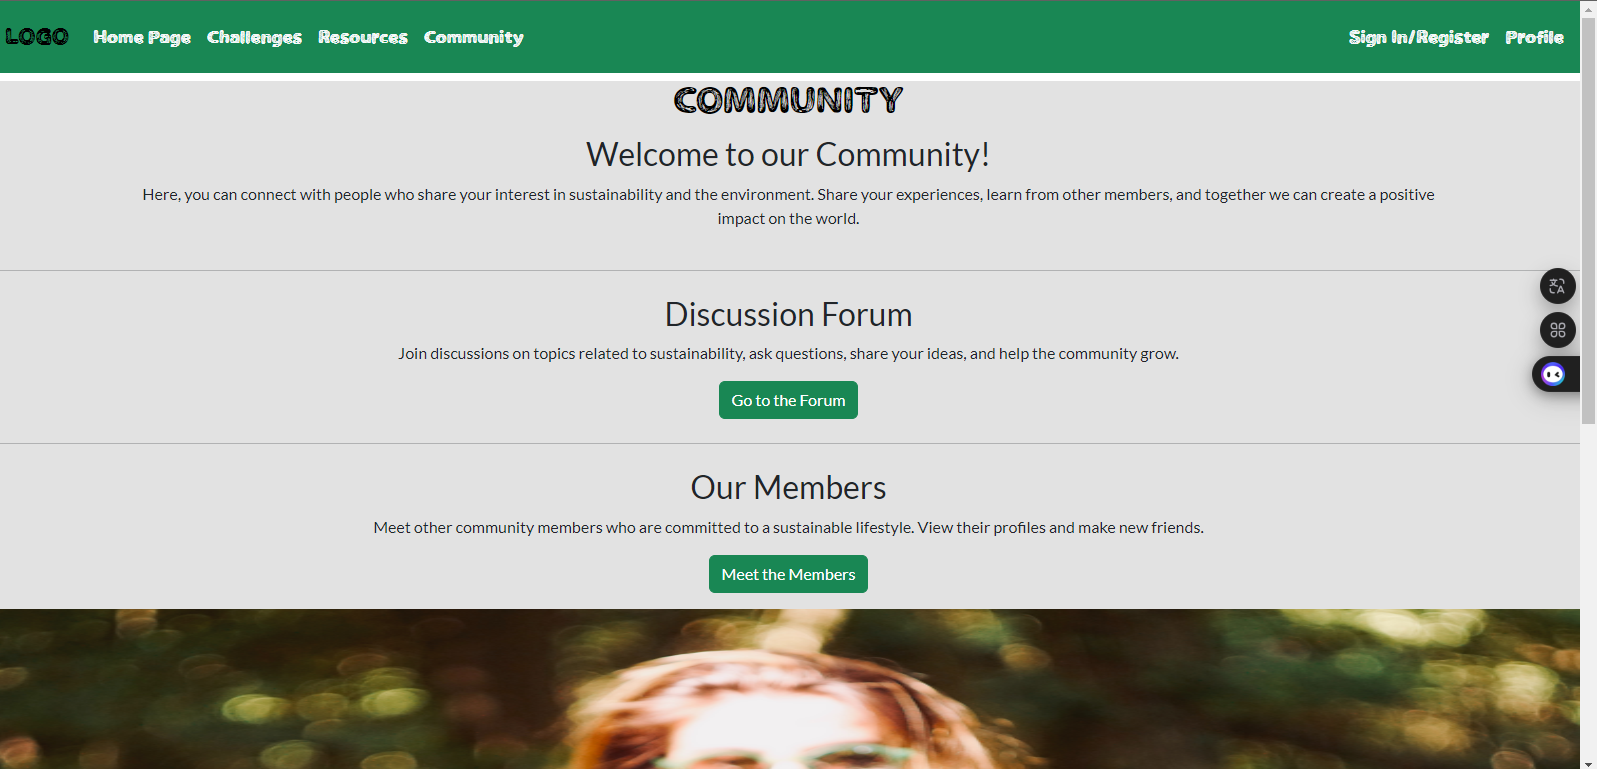 LOGO Home Page Challenges Resources Community Sign In/Register Profile
COMMUNITY
Welcome to our Community!
Here, you can connect with people who share your interest in sustainability and the environment. Share your experiences, learn from other members, and together we can create a positive
impact on the world.
Discussion Forum
Join discussions on topics related to sustainability, ask questions, share your ideas, and help the community grow.
Go to the Forum
Our Members
Meet other community members who are committed to a sustainable lifestyle. View their profiles and make new friends.
Meet the Members